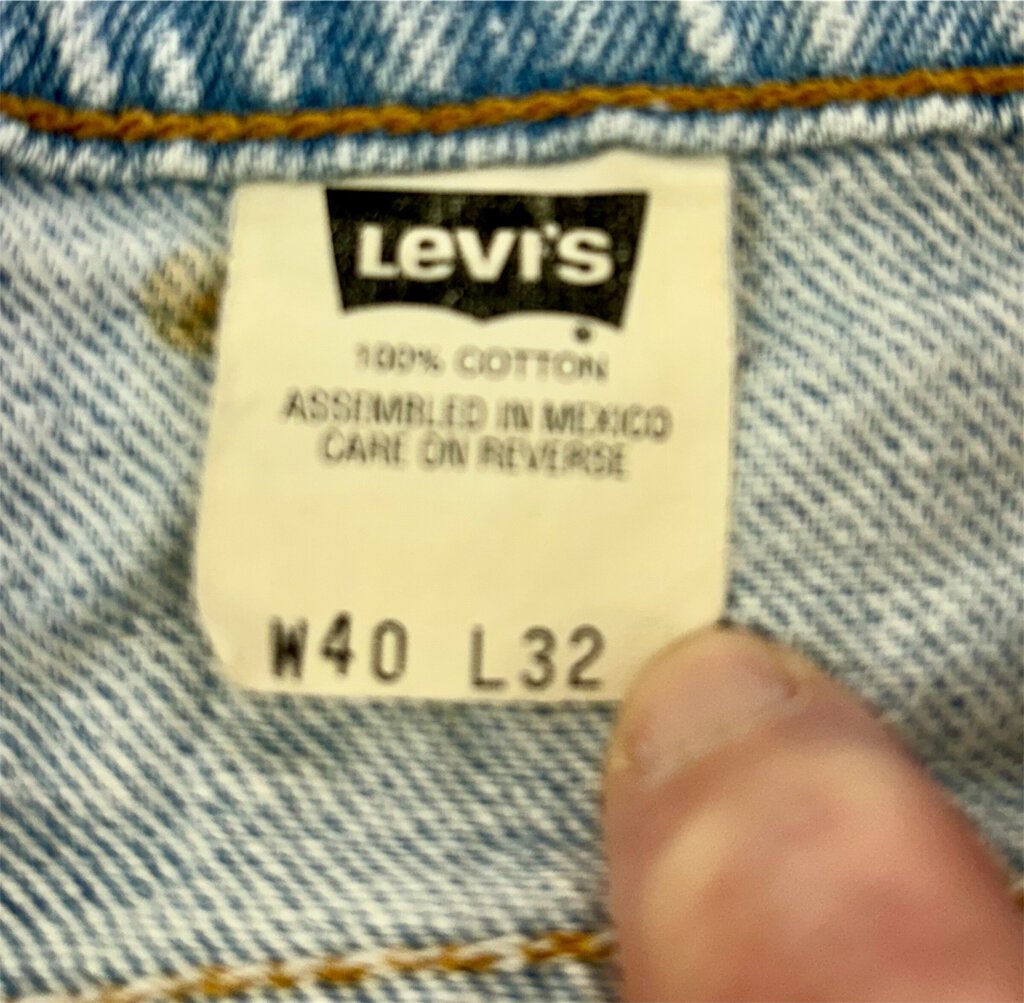 Levi's
100% COTTON
ASSEMBLED IN MEXICO
CARE ON REVERSE
W40 L32